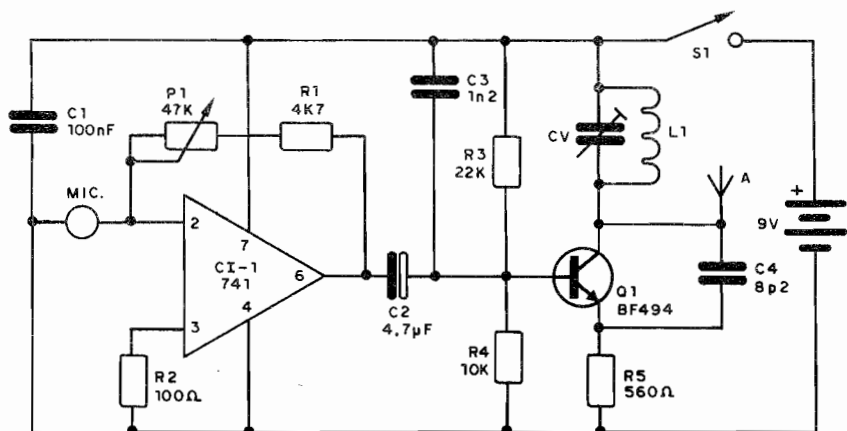 S1
C1
100nF
P1
47K
R1
4K7
C3
1n2
R3
22K
CV
L1
A
+
9V
MIC.
2
7
CI-1
741
6
3
4
C2
4,7µF
Q1
BF494
C4
8p2
R2
100Ω
R4
10K
R5
560Ω